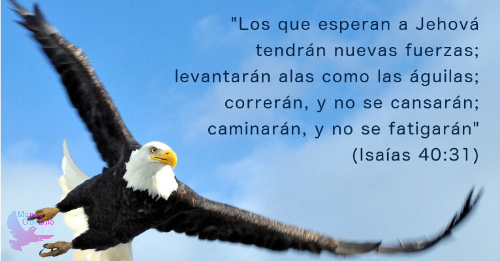 "Los que esperan a Jehová
tendrán nuevas fuerzas;
levantarán alas como las águilas;
correrán, y no se cansarán;
caminarán, y no se fatigarán"
(Isaías 40:31)